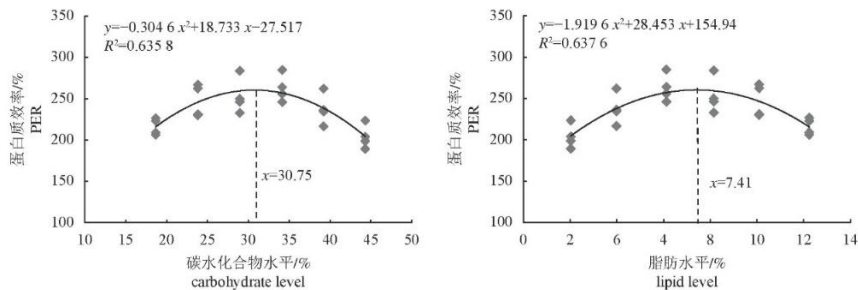 y=−0.304 6 x²+18.733 x−27.517
R²=0.635 8
蛋白质效率/%
PER
350
300
250
200
150
100
x=30.75
10 15 20 25 30 35 40 45 50
碳水化合物水平/%
carbohydrate level
y=−1.919 6 x²+28.453 x+154.94
R²=0.637 6
蛋白质效率/%
PER
350
300
250
200
150
100
x=7.41
0 2 4 6 8 10 12 14
脂肪水平/%
lipid level